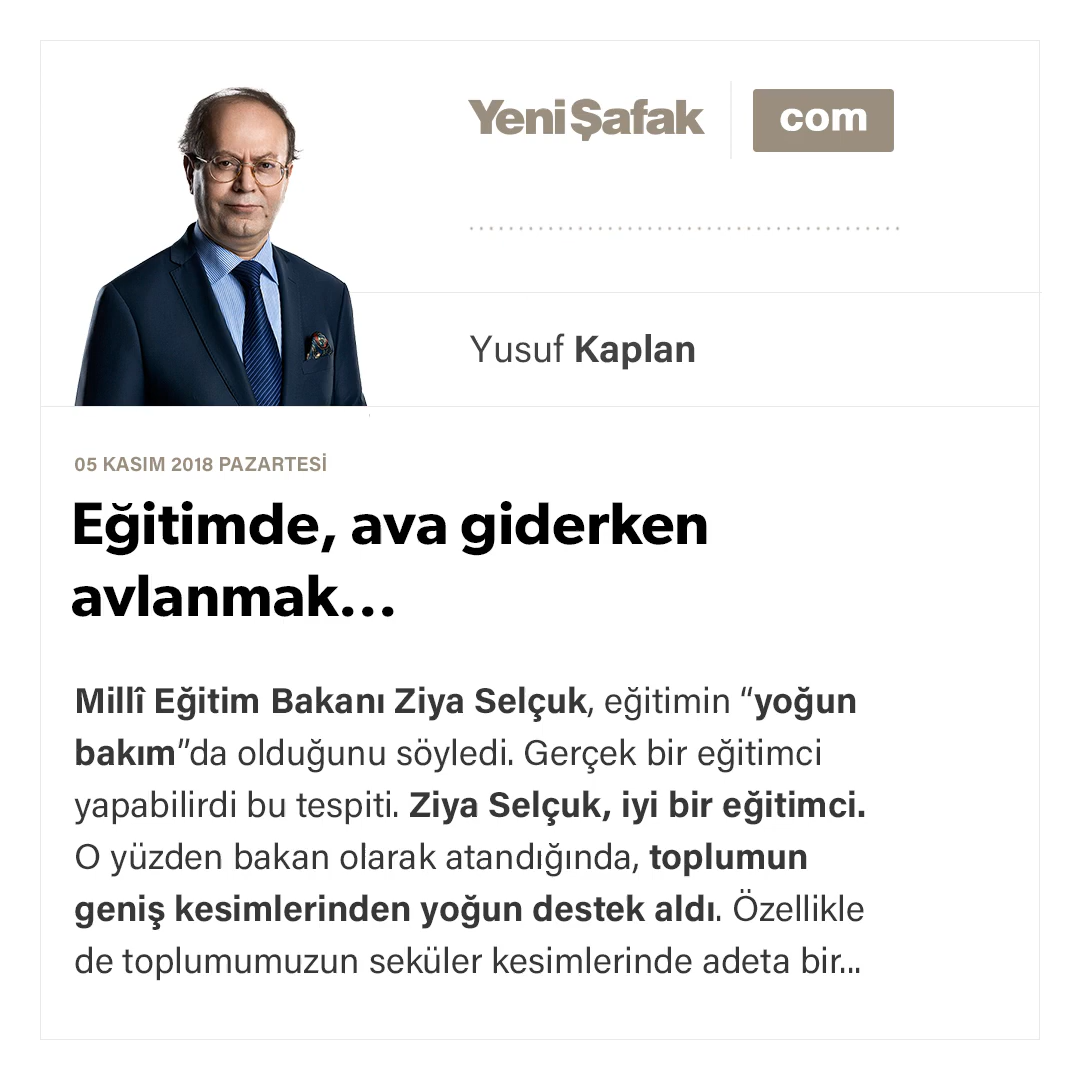 YeniŞafak com
Yusuf Kaplan
05 KASIM 2018 PAZARTESİ
Eğitimde, ava giderken
avlanmak...
Millî Eğitim Bakanı Ziya Selçuk, eğitimin “yoğun
bakım”da olduğunu söyledi. Gerçek bir eğitimci
yapabilirdi bu tespiti. Ziya Selçuk, iyi bir eğitimci.
O yüzden bakan olarak atandığında, toplumun
geniş kesimlerinden yoğun destek aldı. Özellikle
de toplumumuzun seküler kesimlerinde adeta bir...